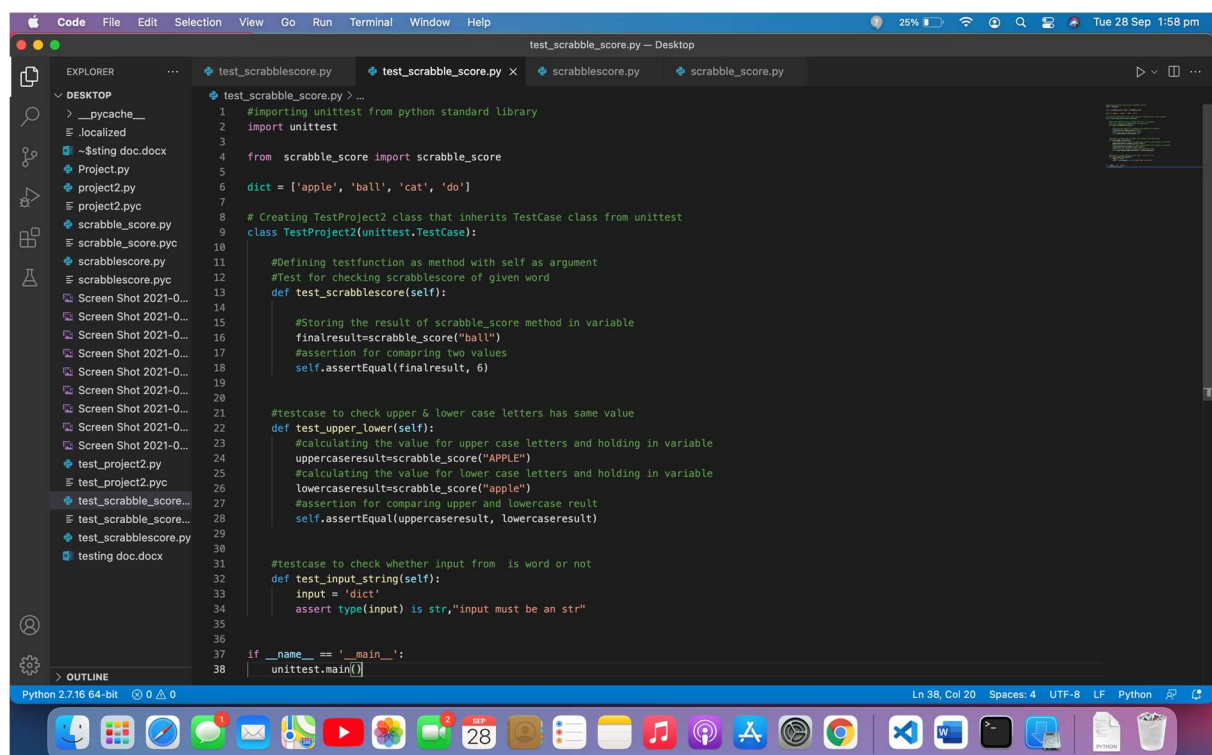 Code File Edit Selection View Go Run Terminal Window Help 25% Tue 28 Sep 1:58 pm
test_scrabble_score.py — Desktop
EXPLORER ... test_scrabblescore.py test_scrabble_score.py × scrabblescore.py scrabble_score.py
DESKTOP
> __pycache__
.localized
~$sting doc.docx
Project.py
project2.py
project2.pyc
scrabble_score.py
scrabble_score.pyc
scrabblescore.py
scrabblescore.pyc
Screen Shot 2021-0...
Screen Shot 2021-0...
Screen Shot 2021-0...
Screen Shot 2021-0...
Screen Shot 2021-0...
Screen Shot 2021-0...
Screen Shot 2021-0...
Screen Shot 2021-0...
Screen Shot 2021-0...
test_project2.py
test_project2.pyc
test_scrabble_score...
test_scrabble_score...
test_scrabblescore.py
testing doc.docx
> OUTLINE
test_scrabble_score.py > ...
1 #importing unittest from python standard library
2 import unittest
3
4 from  scrabble_score import scrabble_score
5
6 dict = ['apple', 'ball', 'cat', 'do']
7
8 # Creating TestProject2 class that inherits TestCase class from unittest
9 class TestProject2(unittest.TestCase):
10
11     #Defining testfunction as method with self as argument
12     #Test for checking scrabblescore of given word
13     def test_scrabblescore(self):
14
15         #Storing the result of scrabble_score method in variable
16         finalresult=scrabble_score("ball")
17         #assertion for comapring two values
18         self.assertEqual(finalresult, 6)
19
20
21     #testcase to check upper & lower case letters has same value
22     def test_upper_lower(self):
23         #calculating the value for upper case letters and holding in variable
24         uppercaseresult=scrabble_score("APPLE")
25         #calculating the value for lower case letters and holding in variable
26         lowercaseresult=scrabble_score("apple")
27         #assertion for comparing upper and lowercase reult
28         self.assertEqual(uppercaseresult, lowercaseresult)
29
30
31     #testcase to check whether input from  is word or not
32     def test_input_string(self):
33         input = 'dict'
34         assert type(input) is str,"input must be an str"
35
36
37 if __name__ == '__main__':
38     unittest.main()
Python 2.7.16 64-bit 0 0 Ln 38, Col 20 Spaces: 4 UTF-8 LF Python
1 2 SEP
28
PYTHON